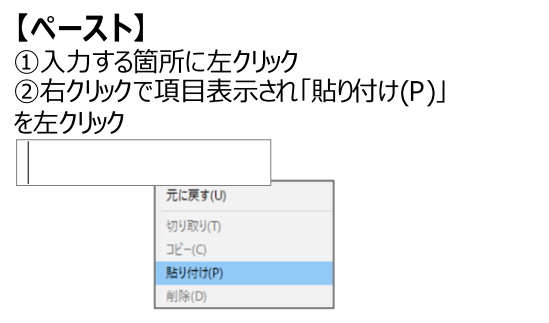 【ペースト】
①入力する箇所に左クリック
②右クリックで項目表示され「貼り付け(P)」
を左クリック
元に戻す(U)
切り取り(T)
コピー(C)
貼り付け(P)
削除(D)